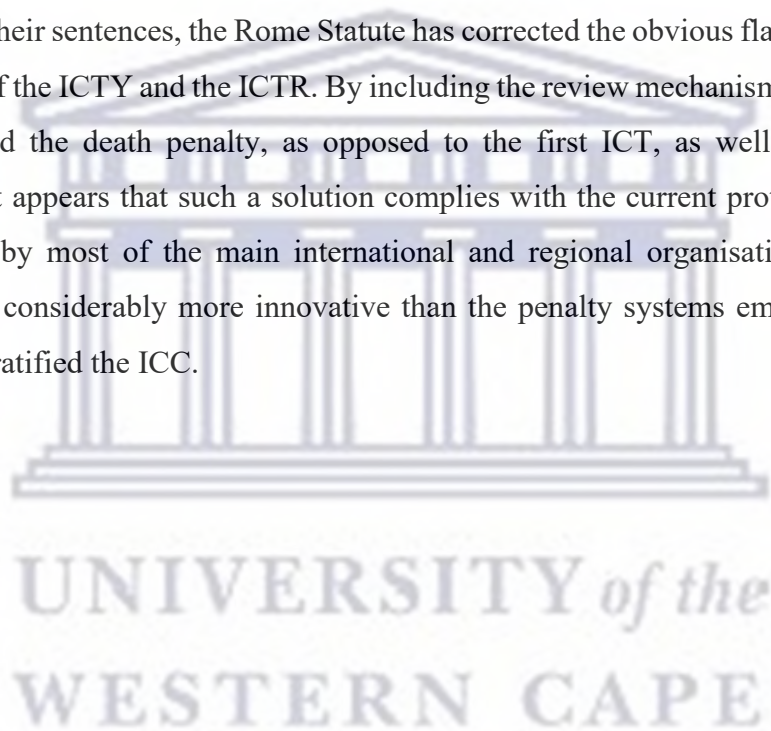 heir sentences, the Rome Statute has corrected the obvious fla
f the ICTY and the ICTR. By including the review mechanism
d the death penalty, as opposed to the first ICT, as well
t appears that such a solution complies with the current pro
by most of the main international and regional organisati
considerably more innovative than the penalty systems em
ratified the ICC.
UNIVERSITY of the
WESTERN CAPE